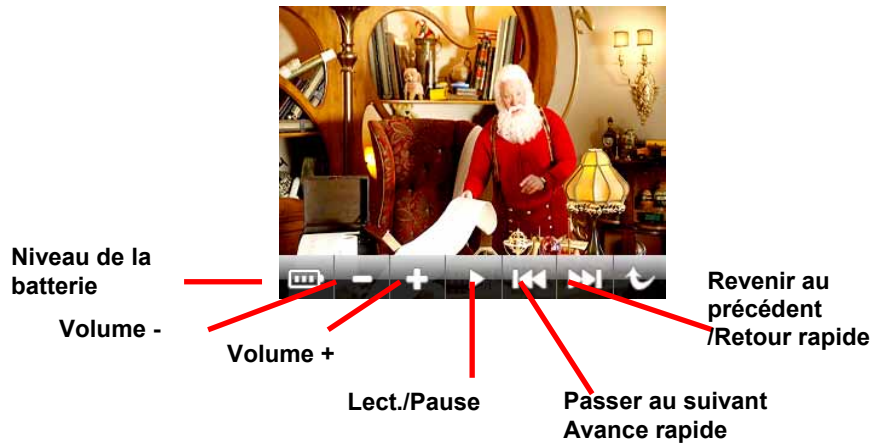 Niveau de la
batterie
Volume -
Volume +
Lect./Pause
Passer au suivant
Avance rapide
Revenir au
précédent
/Retour rapide